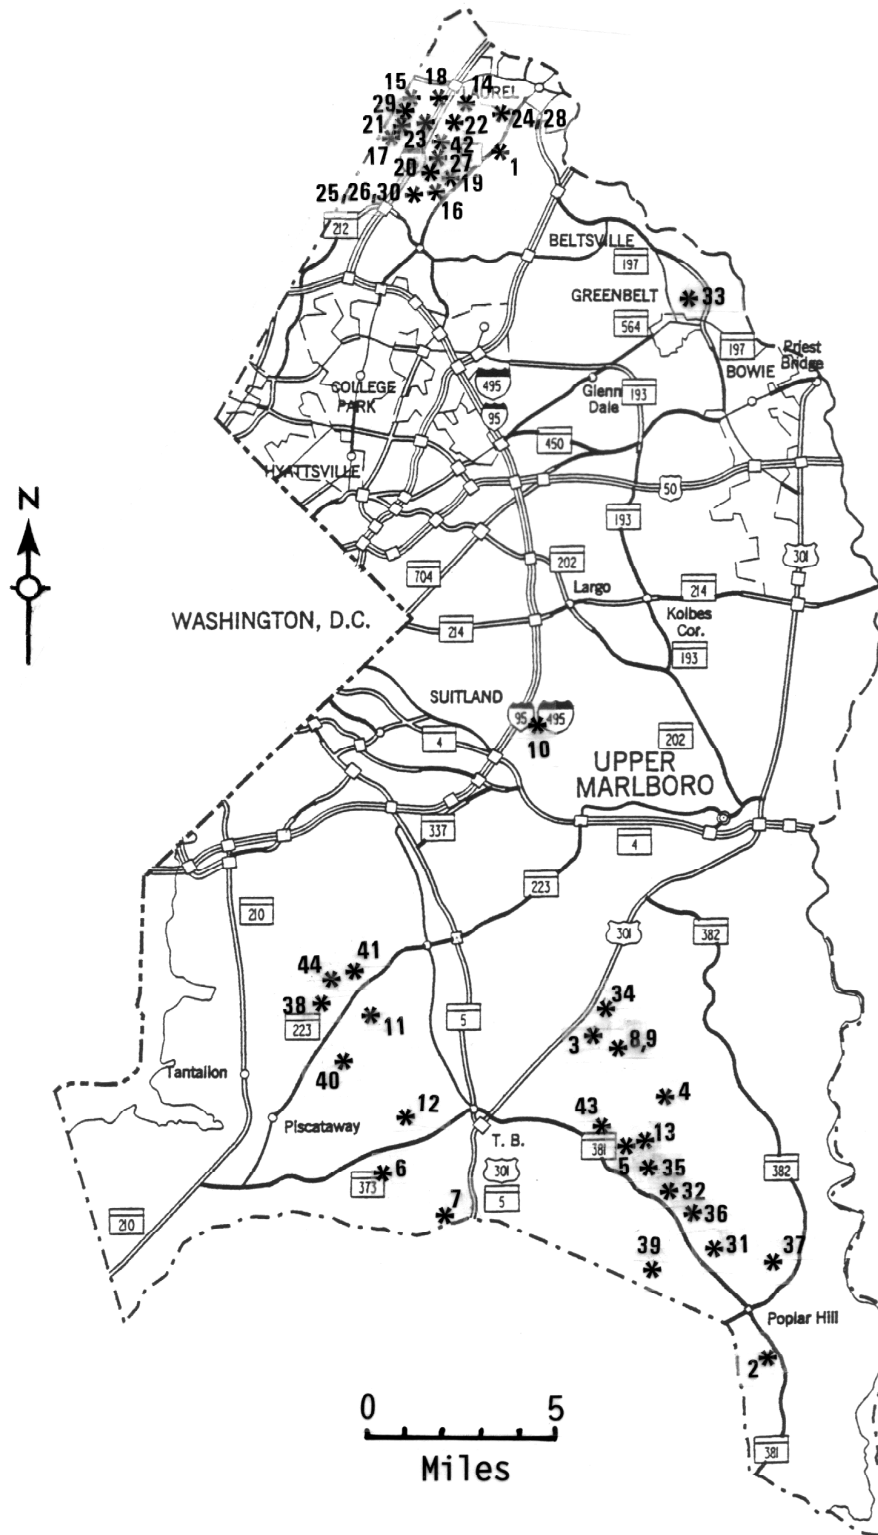 15 18 14
LAUREL
29
24, 28
21 23 22
17 42
20 27 1
19
25, 26, 30 16
212
BELTSVILLE
197
GREENBELT 33
564
197
Priest
Bridge
BOWIE
495
COLLEGE
PARK
Glenn
Dale
193
95
450
HYATTSVILLE
50
193
301
202
704
Largo
214
Kolbes
Cor.
WASHINGTON, D.C.
214
193
N
SUITLAND
95 495
4
10
202
UPPER
MARLBORO
337
4
223
210
301
382
44 41
38
34
223
11
5
3 8,9
Tantallon
40
4
12
43
Piscataway
T. B.
381
13
5 35
6
373
301
382
32
5
7
36
210
39 31 37
Poplar Hill
2
0 5
Miles
381